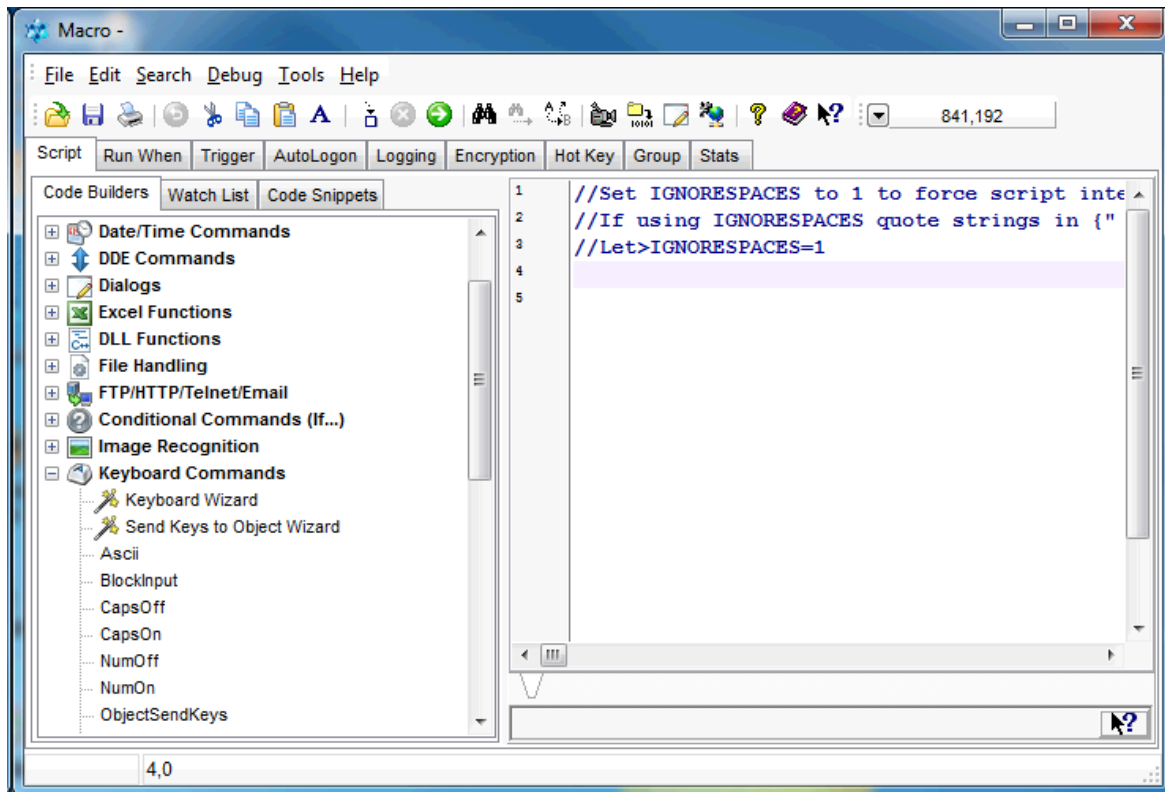 Macro -
File Edit Search Debug Tools Help
841,192
Script Run When Trigger AutoLogon Logging Encryption Hot Key Group Stats
Code Builders Watch List Code Snippets
Date/Time Commands
DDE Commands
Dialogs
Excel Functions
DLL Functions
File Handling
FTP/HTTP/Telnet/Email
Conditional Commands (If...)
Image Recognition
Keyboard Commands
Keyboard Wizard
Send Keys to Object Wizard
Ascii
BlockInput
CapsOff
CapsOn
NumOff
NumOn
ObjectSendKeys
1 //Set IGNORESPACES to 1 to force script inte
2 //If using IGNORESPACES quote strings in {"
3 //Let>IGNORESPACES=1
4
5
4,0